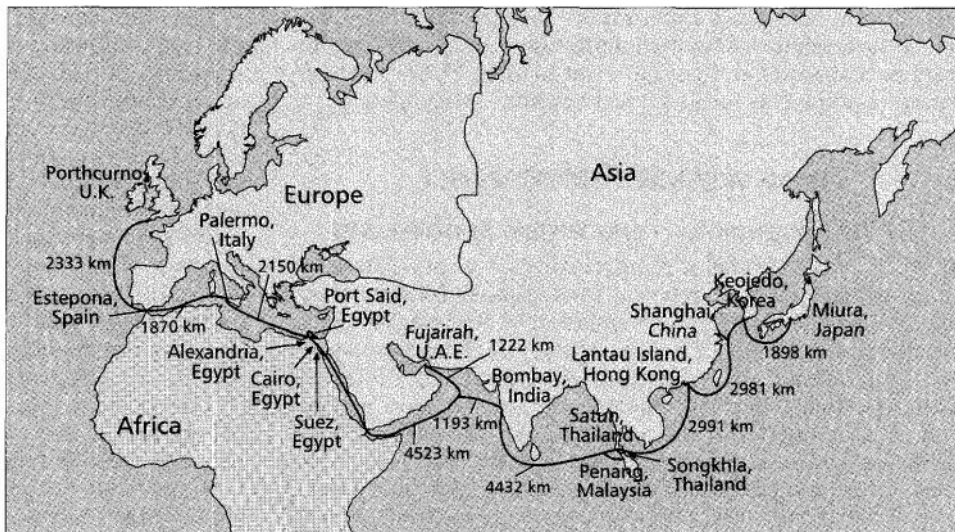 Porthcurno,
U.K.
Europe
Asia
Palermo,
Italy
2333 km
2150 km
Estepona,
Spain
Port Said,
Egypt
1870 km
Alexandria,
Egypt
Cairo,
Egypt
Suez,
Egypt
Africa
Fujairah,
U.A.E.
1222 km
Bombay,
India
1193 km
4523 km
4432 km
Lantau Island,
Hong Kong
Satun,
Thailand
Penang,
Malaysia
Songkhla,
Thailand
2991 km
2981 km
Shanghai,
China
Keojedo,
Korea
Miura,
Japan
1898 km